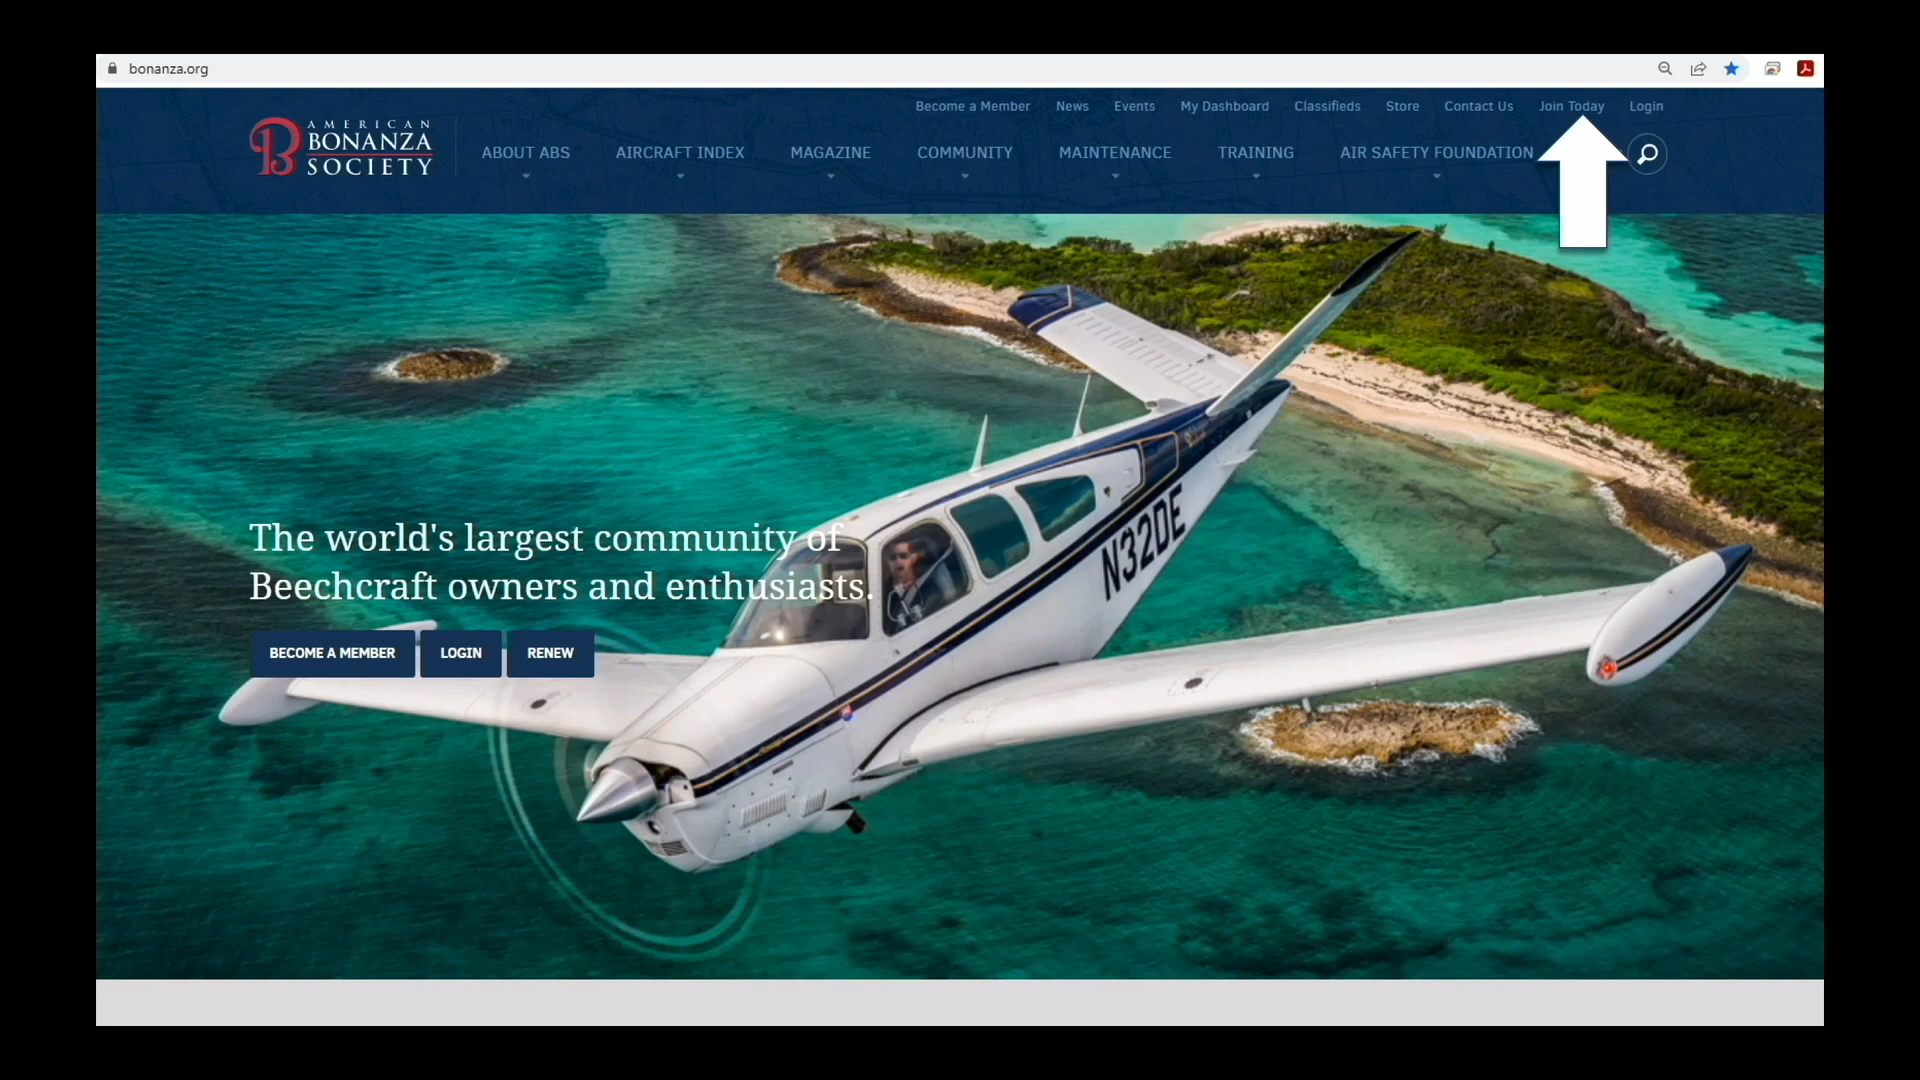 bonanza.org
Become a Member News Events My Dashboard Classifieds Store Contact Us Join Today Login
AMERICAN
BONANZA
SOCIETY
ABOUT ABS AIRCRAFT INDEX MAGAZINE COMMUNITY MAINTENANCE TRAINING AIR SAFETY FOUNDATION
N32DE
The world's largest community of
Beechcraft owners and enthusiasts.
BECOME A MEMBER LOGIN RENEW